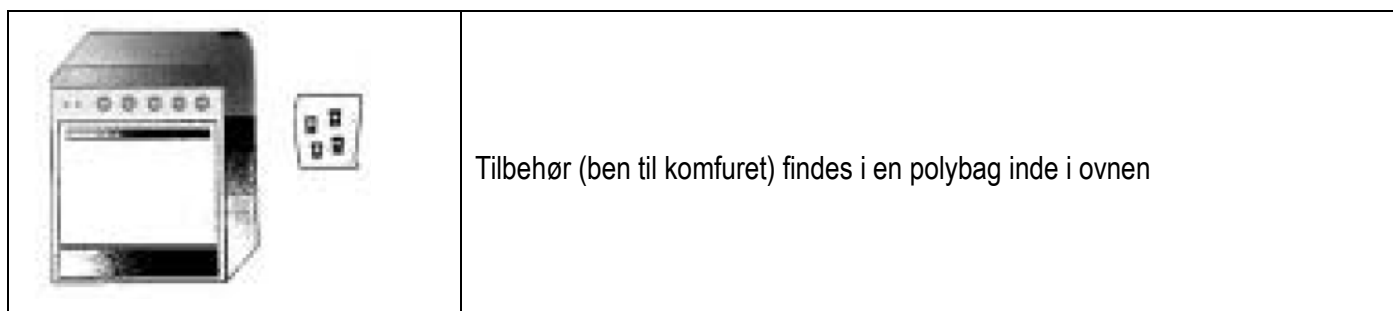 Tilbehør (ben til komfuret) findes i en polybag inde i ovnen